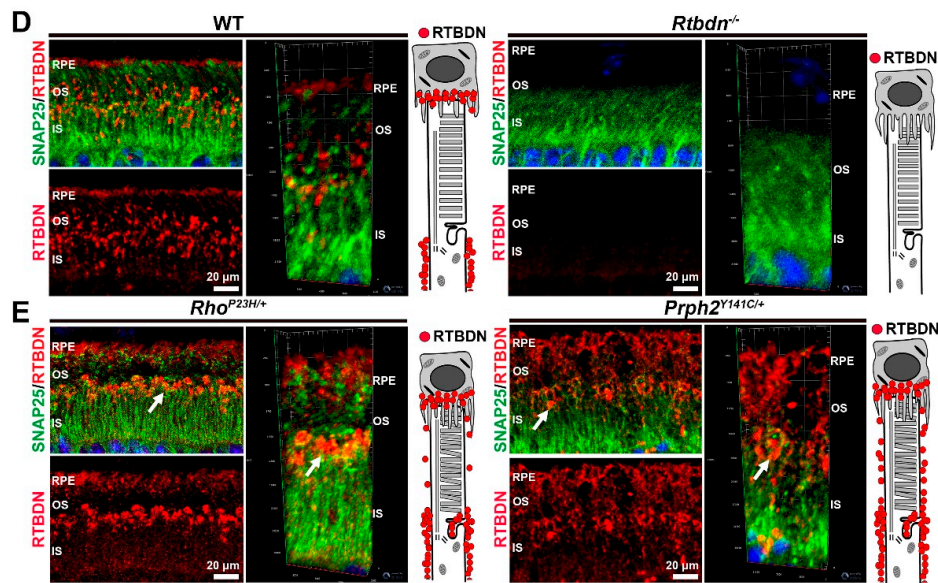 D
WT
Rtbdn-/-
SNAP25/RTBDN
RPE
OS
IS
RPE
OS
IS
RTBDN
SNAP25/RTBDN
RPE
OS
IS
RPE
OS
IS
RTBDN
RTBDN
RPE
OS
IS
20 µm
RTBDN
RPE
OS
IS
20 µm
E
RhoP23H/+
Prph2Y141C/+
SNAP25/RTBDN
RPE
OS
IS
RPE
OS
IS
RTBDN
SNAP25/RTBDN
RPE
OS
IS
RPE
OS
IS
RTBDN
RTBDN
RPE
OS
IS
20 µm
RTBDN
RPE
OS
IS
20 µm